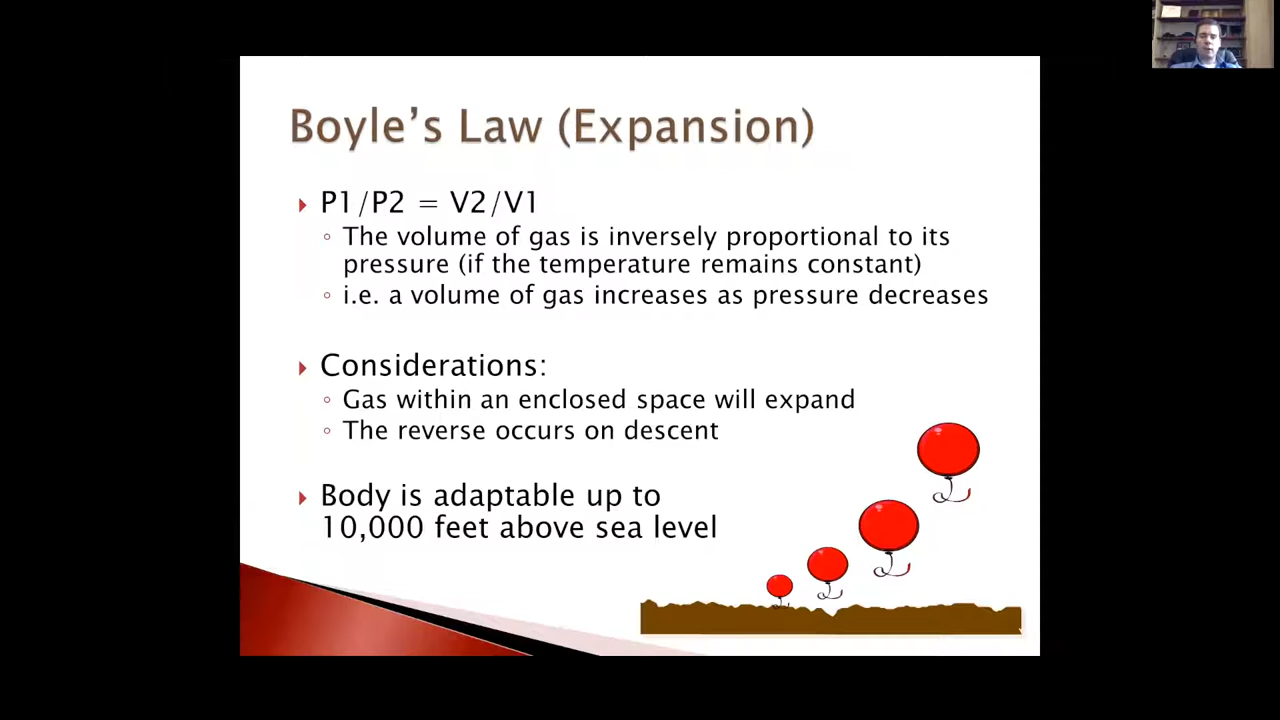 Boyle's Law (Expansion)
P1/P2 = V2/V1
The volume of gas is inversely proportional to its
pressure (if the temperature remains constant)
i.e. a volume of gas increases as pressure decreases
Considerations:
Gas within an enclosed space will expand
The reverse occurs on descent
Body is adaptable up to
10,000 feet above sea level